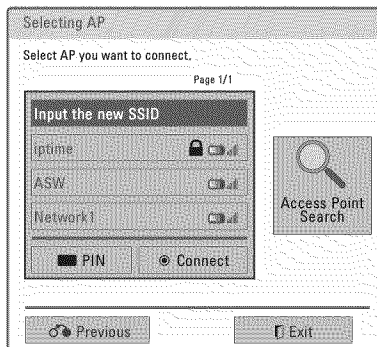 Selecting AP
Select AP you want to connect,
Page 1/1
Input the new SSID
iptime
ASW
Network1
PIN
Connect
Access Point
Search
Previous
Exit